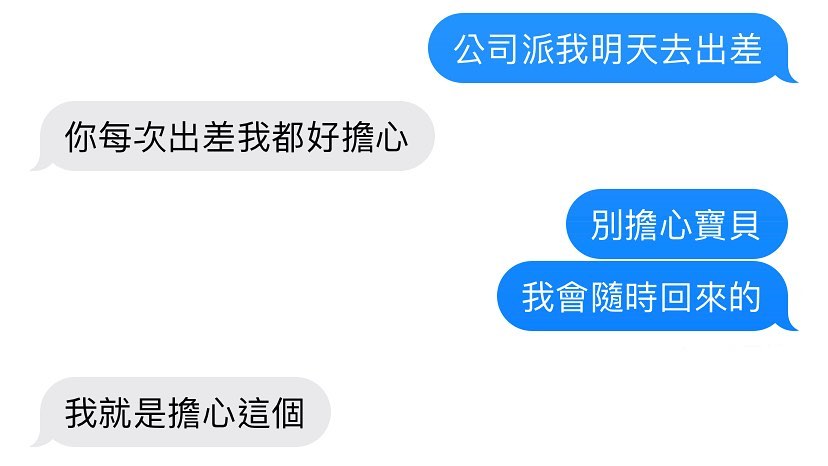 公司派我明天去出差
你每次出差我都好擔心
別擔心寶貝
我會隨時回來的
我就是擔心這個